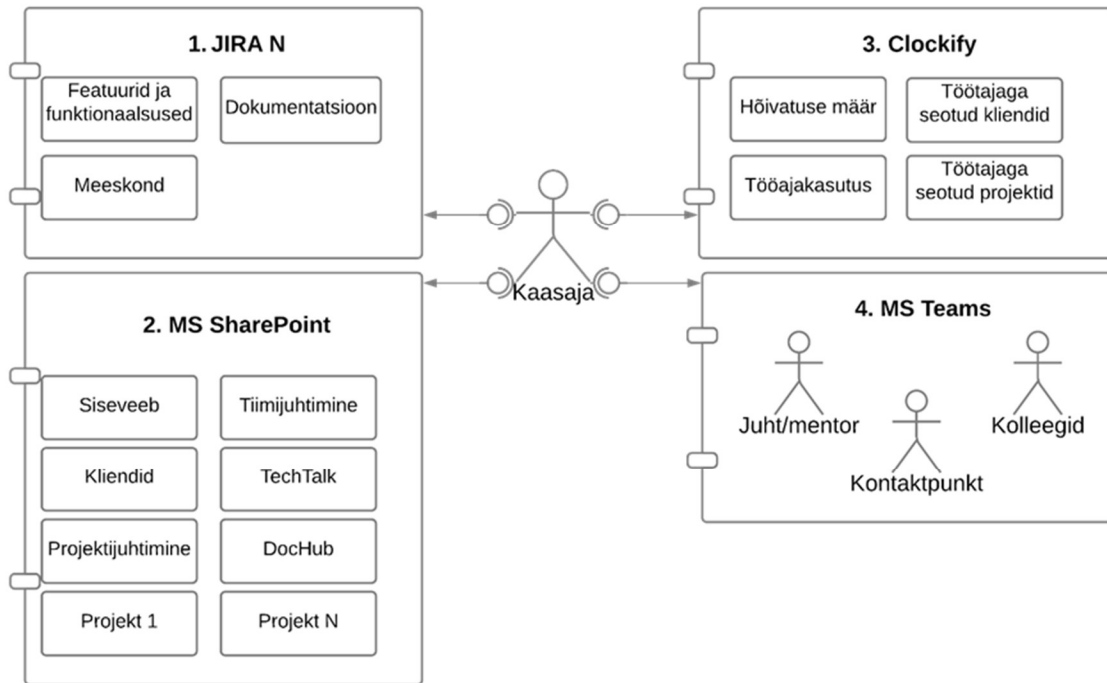 1. JIRA N
Featuurid ja
funktionaalsused
Dokumentatsioon
Meeskond
2. MS SharePoint
Siseveeb
Tiimijuhtimine
Kliendid
TechTalk
Projektijuhtimine
DocHub
Projekt 1
Projekt N
Kaasaja
3. Clockify
Hõivatuse määr
Töötajaga
seotud kliendid
Tööajakasutus
Töötajaga
seotud projektid
4. MS Teams
Juht/mentor
Kolleegid
Kontaktpunkt